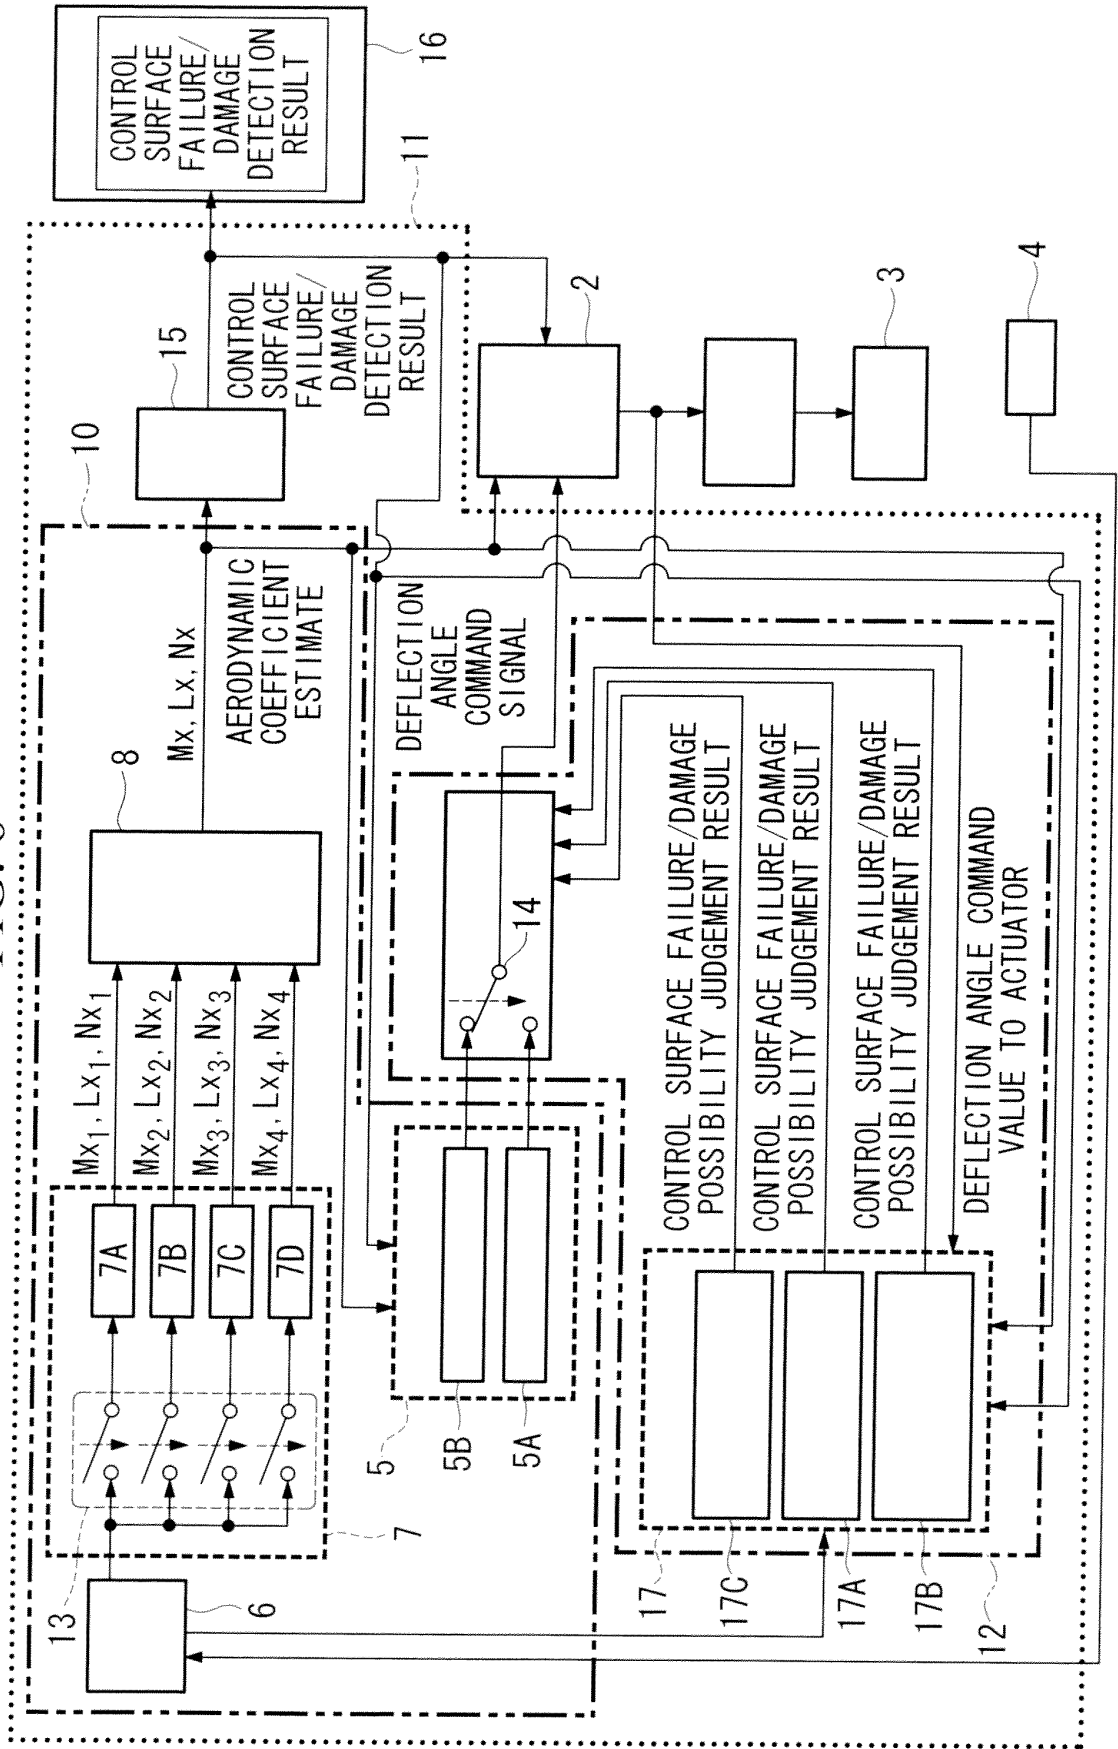 FIG. 6
13
6
7
7A
7B
7C
7D
Mx1, Lx1, Nx1
Mx2, Lx2, Nx2
Mx3, Lx3, Nx3
Mx4, Lx4, Nx4
8
Mx, Lx, Nx
AERODYNAMIC
COEFFICIENT
ESTIMATE
10
15
CONTROL
SURFACE
FAILURE/
DAMAGE
DETECTION
RESULT
CONTROL
SURFACE
FAILURE/
DAMAGE
DETECTION
RESULT
16
11
5
5B
5A
14
DEFLECTION
ANGLE
COMMAND
SIGNAL
2
3
4
17
17C
17A
17B
12
CONTROL SURFACE FAILURE/DAMAGE
POSSIBILITY JUDGEMENT RESULT
CONTROL SURFACE FAILURE/DAMAGE
POSSIBILITY JUDGEMENT RESULT
CONTROL SURFACE FAILURE/DAMAGE
POSSIBILITY JUDGEMENT RESULT
DEFLECTION ANGLE COMMAND
VALUE TO ACTUATOR